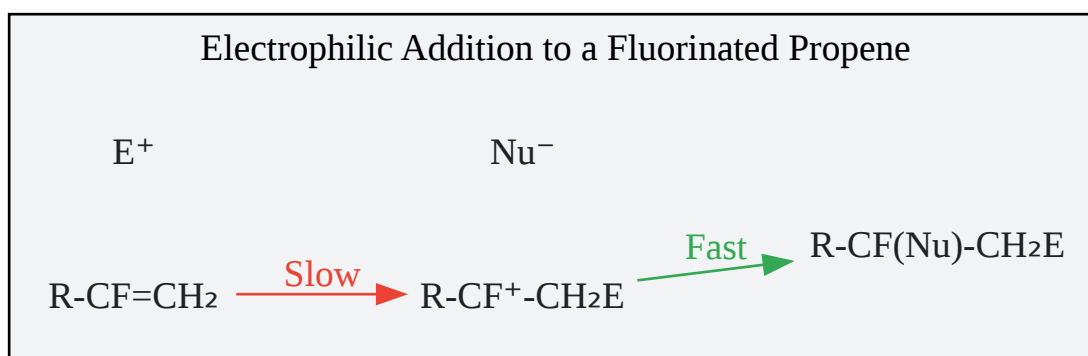 Electrophilic Addition to a Fluorinated Propene
E⁺
Nu⁻
R-CF=CH₂
Slow
R-CF⁺-CH₂E
Fast
R-CF(Nu)-CH₂E